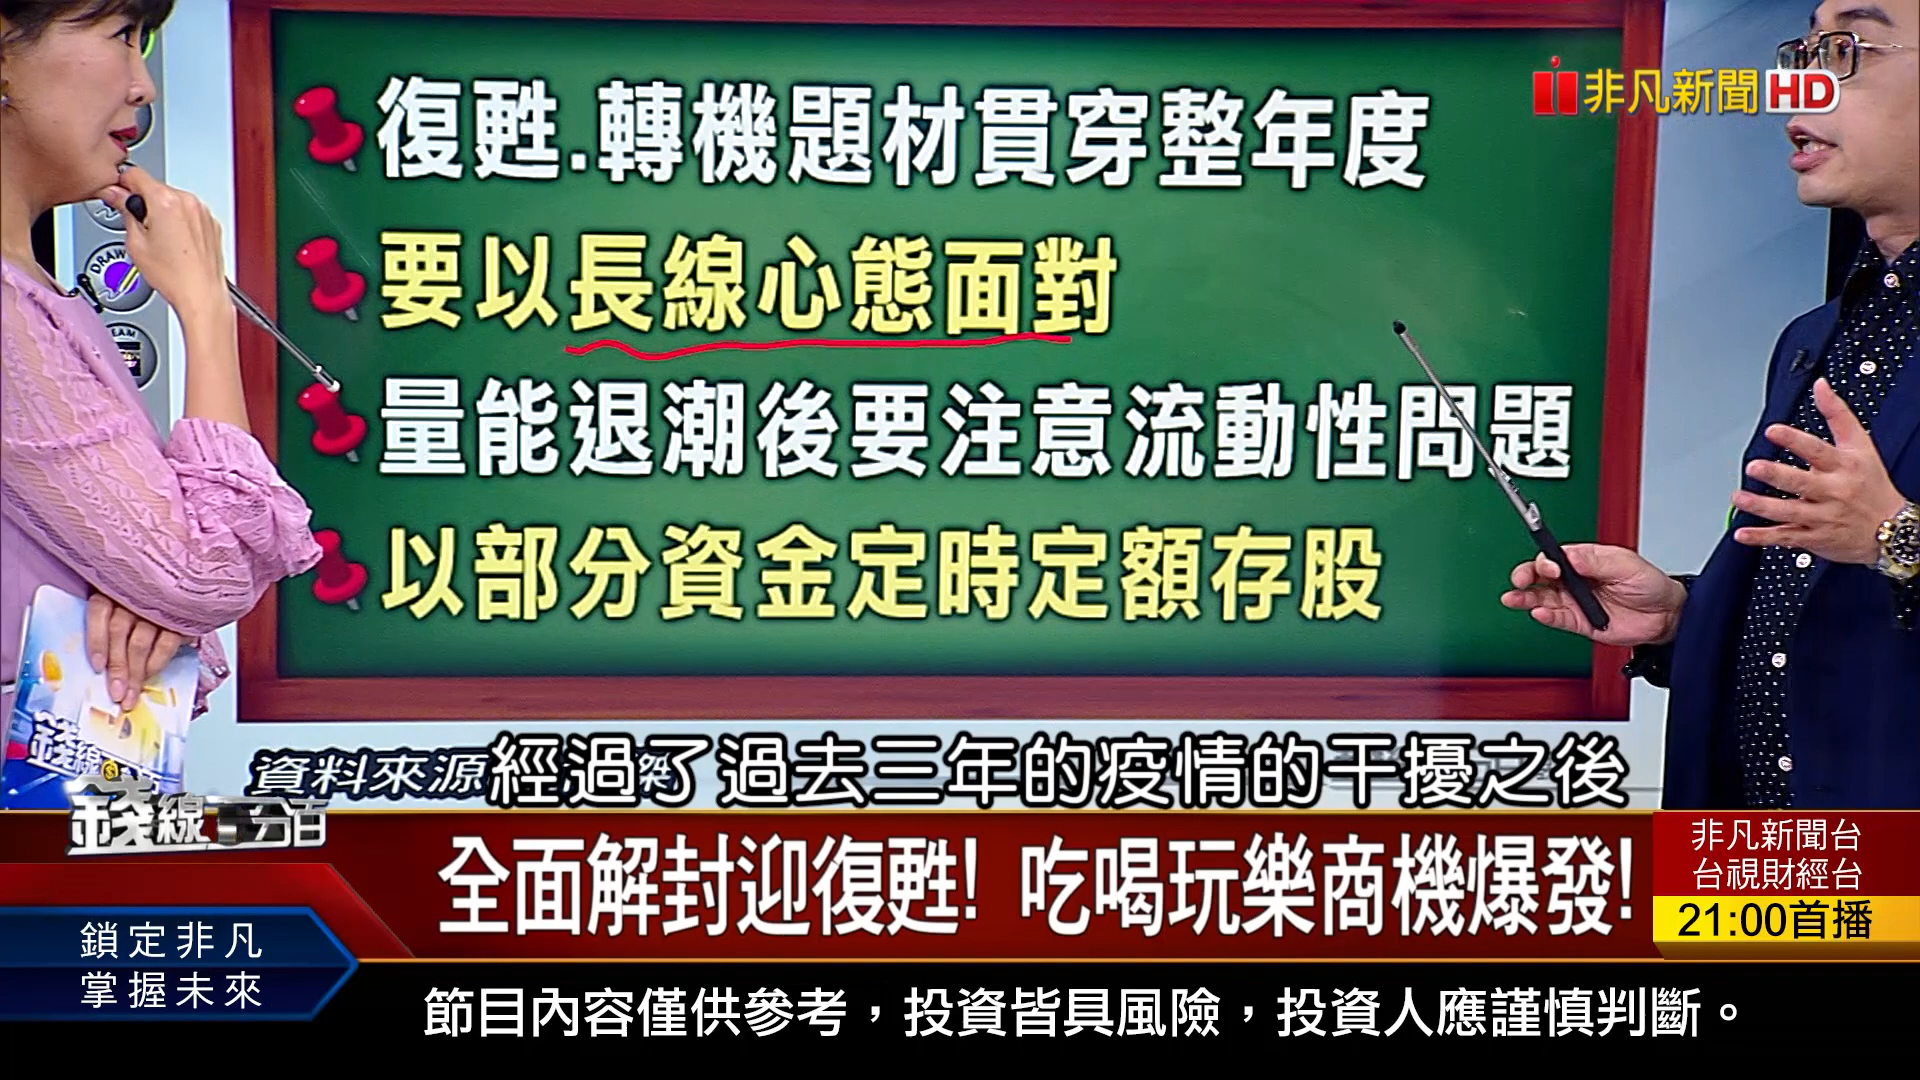 非凡新聞HD
復甦.轉機題材貫穿整年度
要以長線心態面對
量能退潮後要注意流動性問題
以部分資金定時定額存股
DRAW
資料來源
經過了過去三年的疫情的干擾之後
錢線百分百
全面解封迎復甦! 吃喝玩樂商機爆發!
非凡新聞台
台視財經台
21:00首播
鎖定非凡
掌握未來
節目內容僅供參考，投資皆具風險，投資人應謹慎判斷。